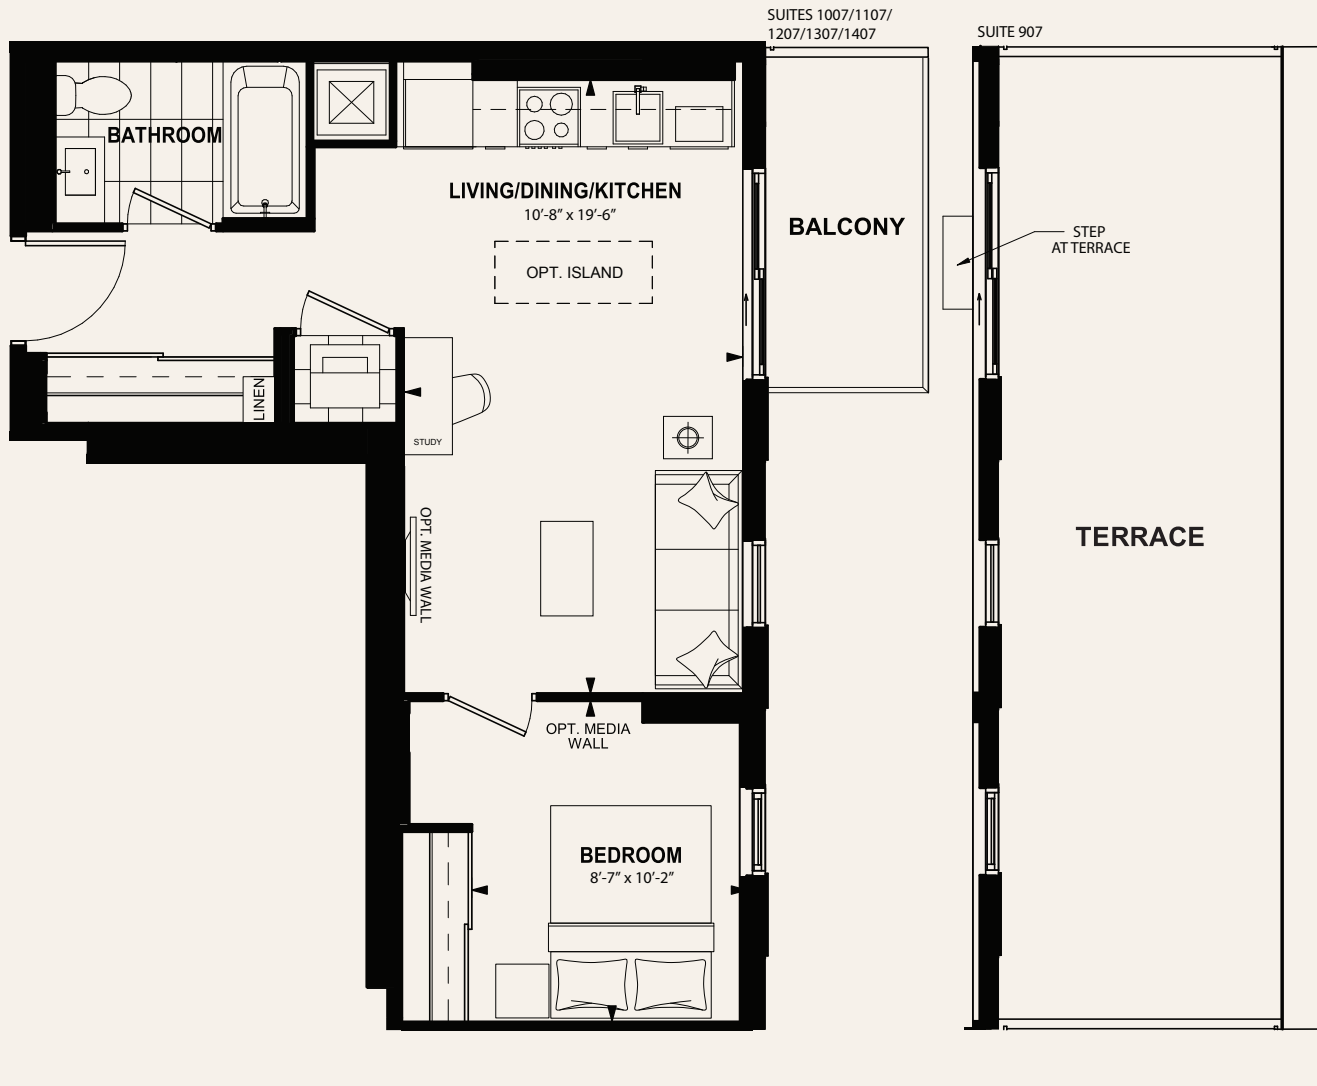 SUITES 1007/1107/
1207/1307/1407
SUITE 907
BATHROOM
LIVING/DINING/KITCHEN
10'-8" x 19'-6"
OPT. ISLAND
BALCONY
STEP
AT TERRACE
LINEN
STUDY
OPT. MEDIA WALL
TERRACE
OPT. MEDIA
WALL
BEDROOM
8'-7" x 10'-2"